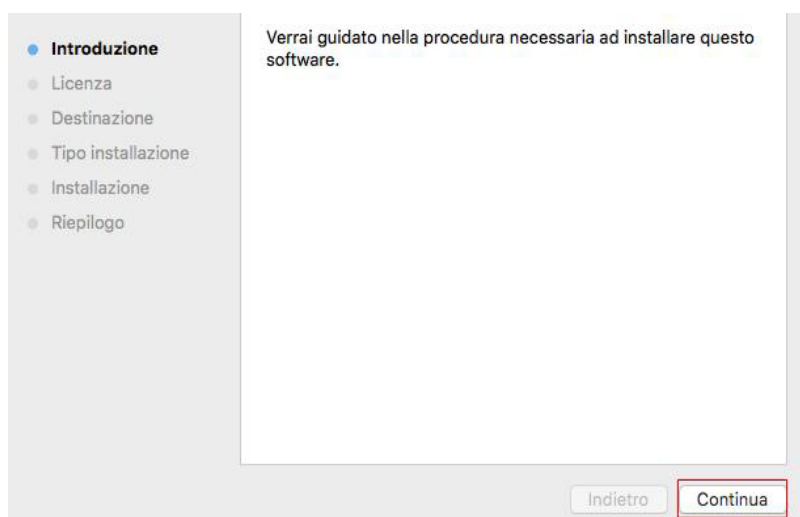 Introduzione
Licenza
Destinazione
Tipo installazione
Installazione
Riepilogo
Verrai guidato nella procedura necessaria ad installare questo
software.
Indietro
Continua